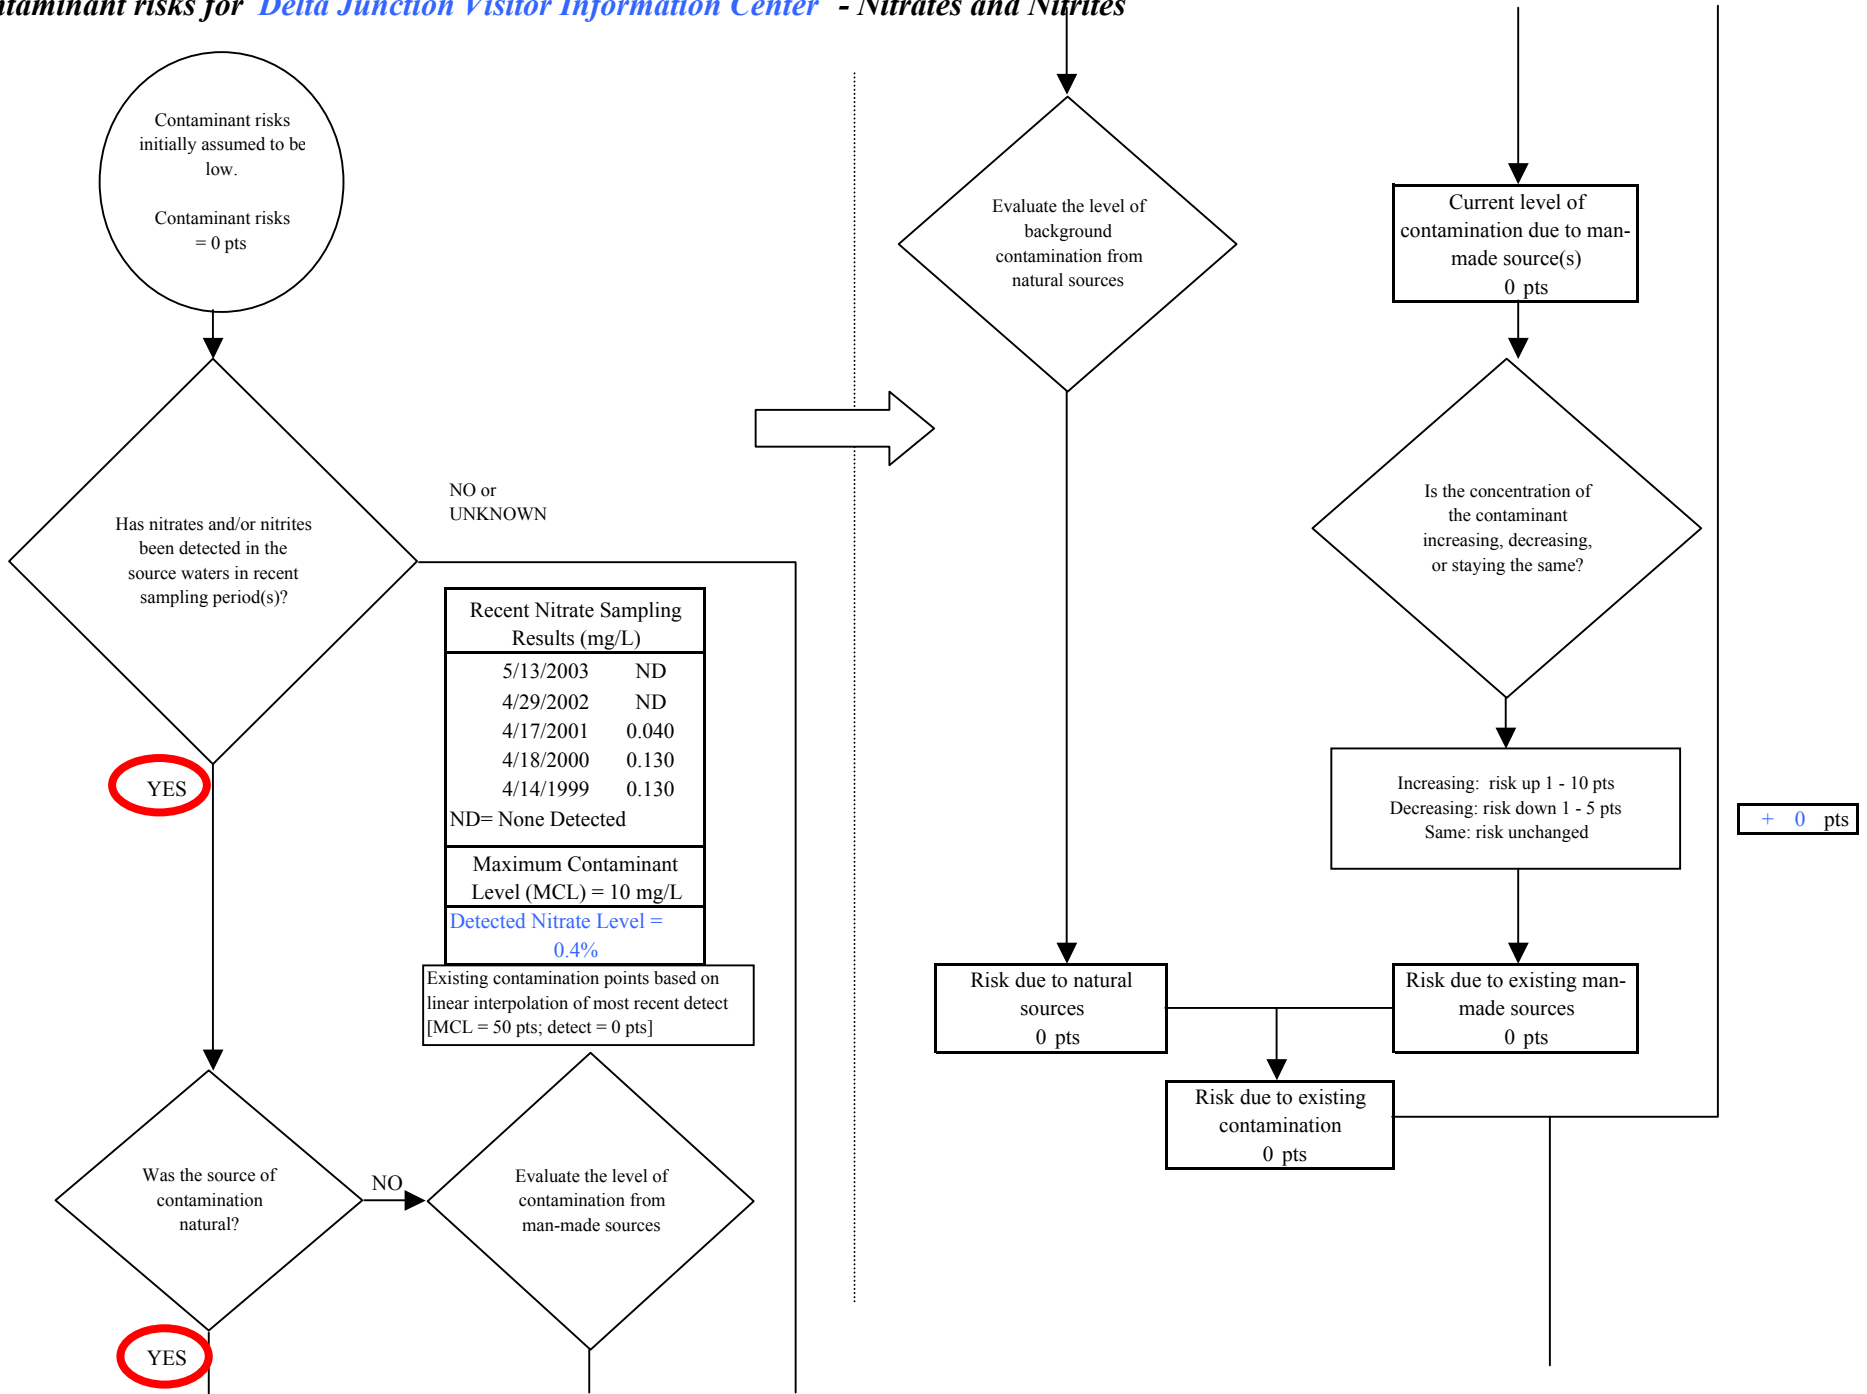 ntaminant risks for Delta Junction Visitor Information Center - Nitrates and Nitrites
Contaminant risks
initially assumed to be
low.
Contaminant risks
= 0 pts
Has nitrates and/or nitrites
been detected in the
source waters in recent
sampling period(s)?
NO or
UNKNOWN
YES
Recent Nitrate Sampling
Results (mg/L)
5/13/2003 ND
4/29/2002 ND
4/17/2001 0.040
4/18/2000 0.130
4/14/1999 0.130
ND= None Detected
Maximum Contaminant
Level (MCL) = 10 mg/L
Detected Nitrate Level =
0.4%
Existing contamination points based on
linear interpolation of most recent detect
[MCL = 50 pts; detect = 0 pts]
Was the source of
contamination
natural?
NO
YES
Evaluate the level of
contamination from
man-made sources
Evaluate the level of
background
contamination from
natural sources
Current level of
contamination due to man-
made source(s)
0 pts
Is the concentration of
the contaminant
increasing, decreasing,
or staying the same?
Increasing: risk up 1 - 10 pts
Decreasing: risk down 1 - 5 pts
Same: risk unchanged
+ 0 pts
Risk due to natural
sources
0 pts
Risk due to existing man-
made sources
0 pts
Risk due to existing
contamination
0 pts